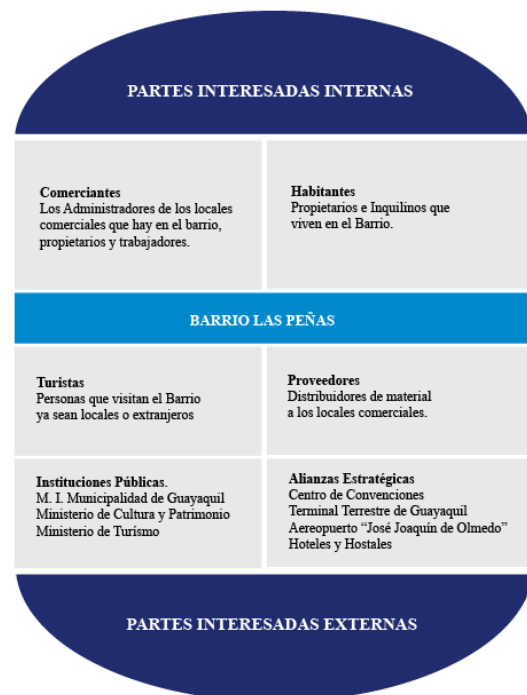 PARTES INTERESADAS INTERNAS
Comerciantes
Los Administradores de los locales
comerciales que hay en el barrio,
propietarios y trabajadores.
Habitantes
Propietarios e Inquilinos que
viven en el Barrio.
BARRIO LAS PEÑAS
Turistas
Personas que visitan el Barrio
ya sean locales o extranjeros
Proveedores
Distribuidores de material
a los locales comerciales.
Instituciones Públicas.
M. I. Municipalidad de Guayaquil
Ministerio de Cultura y Patrimonio
Ministerio de Turísmo
Alianzas Estratégicas
Centro de Convenciones
Terminal Terrestre de Guayaquil
Aereopuerto “José Joaquín de Olmedo”
Hoteles y Hostales
PARTES INTERESADAS EXTERNAS